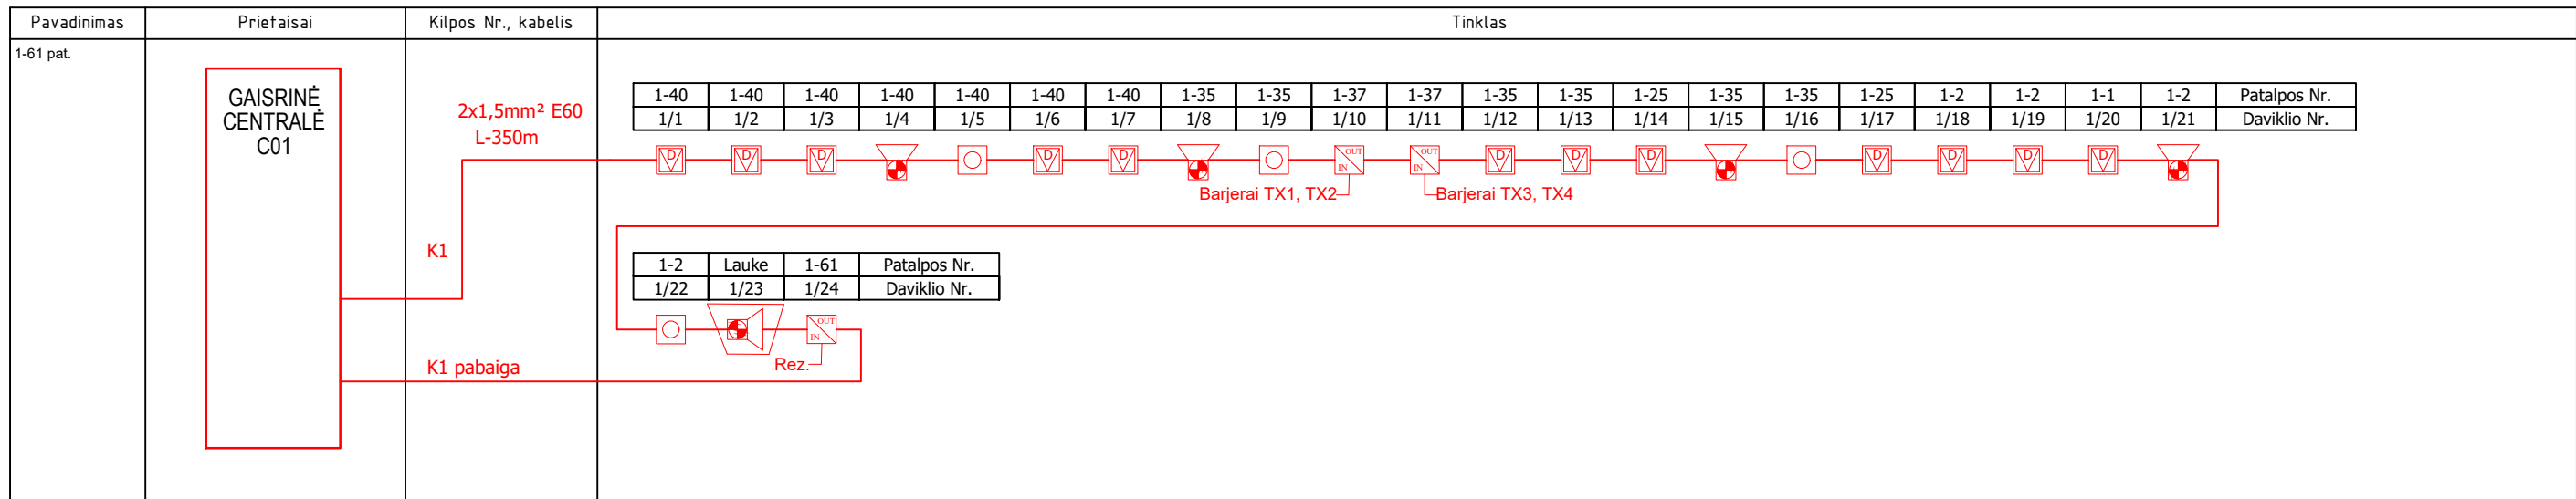 Pavadinimas Prietaisai Kilpos Nr., kabelis Tinklas
1-61 pat.
GAISRINĖ
CENTRALĖ
C01
2x1,5mm² E60
L-350m
1-40 1-40 1-40 1-40 1-40 1-40 1-40 1-35 1-35 1-37 1-37 1-35 1-35 1-25 1-35 1-35 1-25 1-2 1-2 1-1 1-2 Patalpos Nr.
1/1 1/2 1/3 1/4 1/5 1/6 1/7 1/8 1/9 1/10 1/11 1/12 1/13 1/14 1/15 1/16 1/17 1/18 1/19 1/20 1/21 Daviklio Nr.
D D D D D OUT IN OUT IN D D D D D D D
Barjerai TX1, TX2 Barjerai TX3, TX4
K1
1-2 Lauke 1-61 Patalpos Nr.
1/22 1/23 1/24 Daviklio Nr.
OUT IN
Rez.
K1 pabaiga